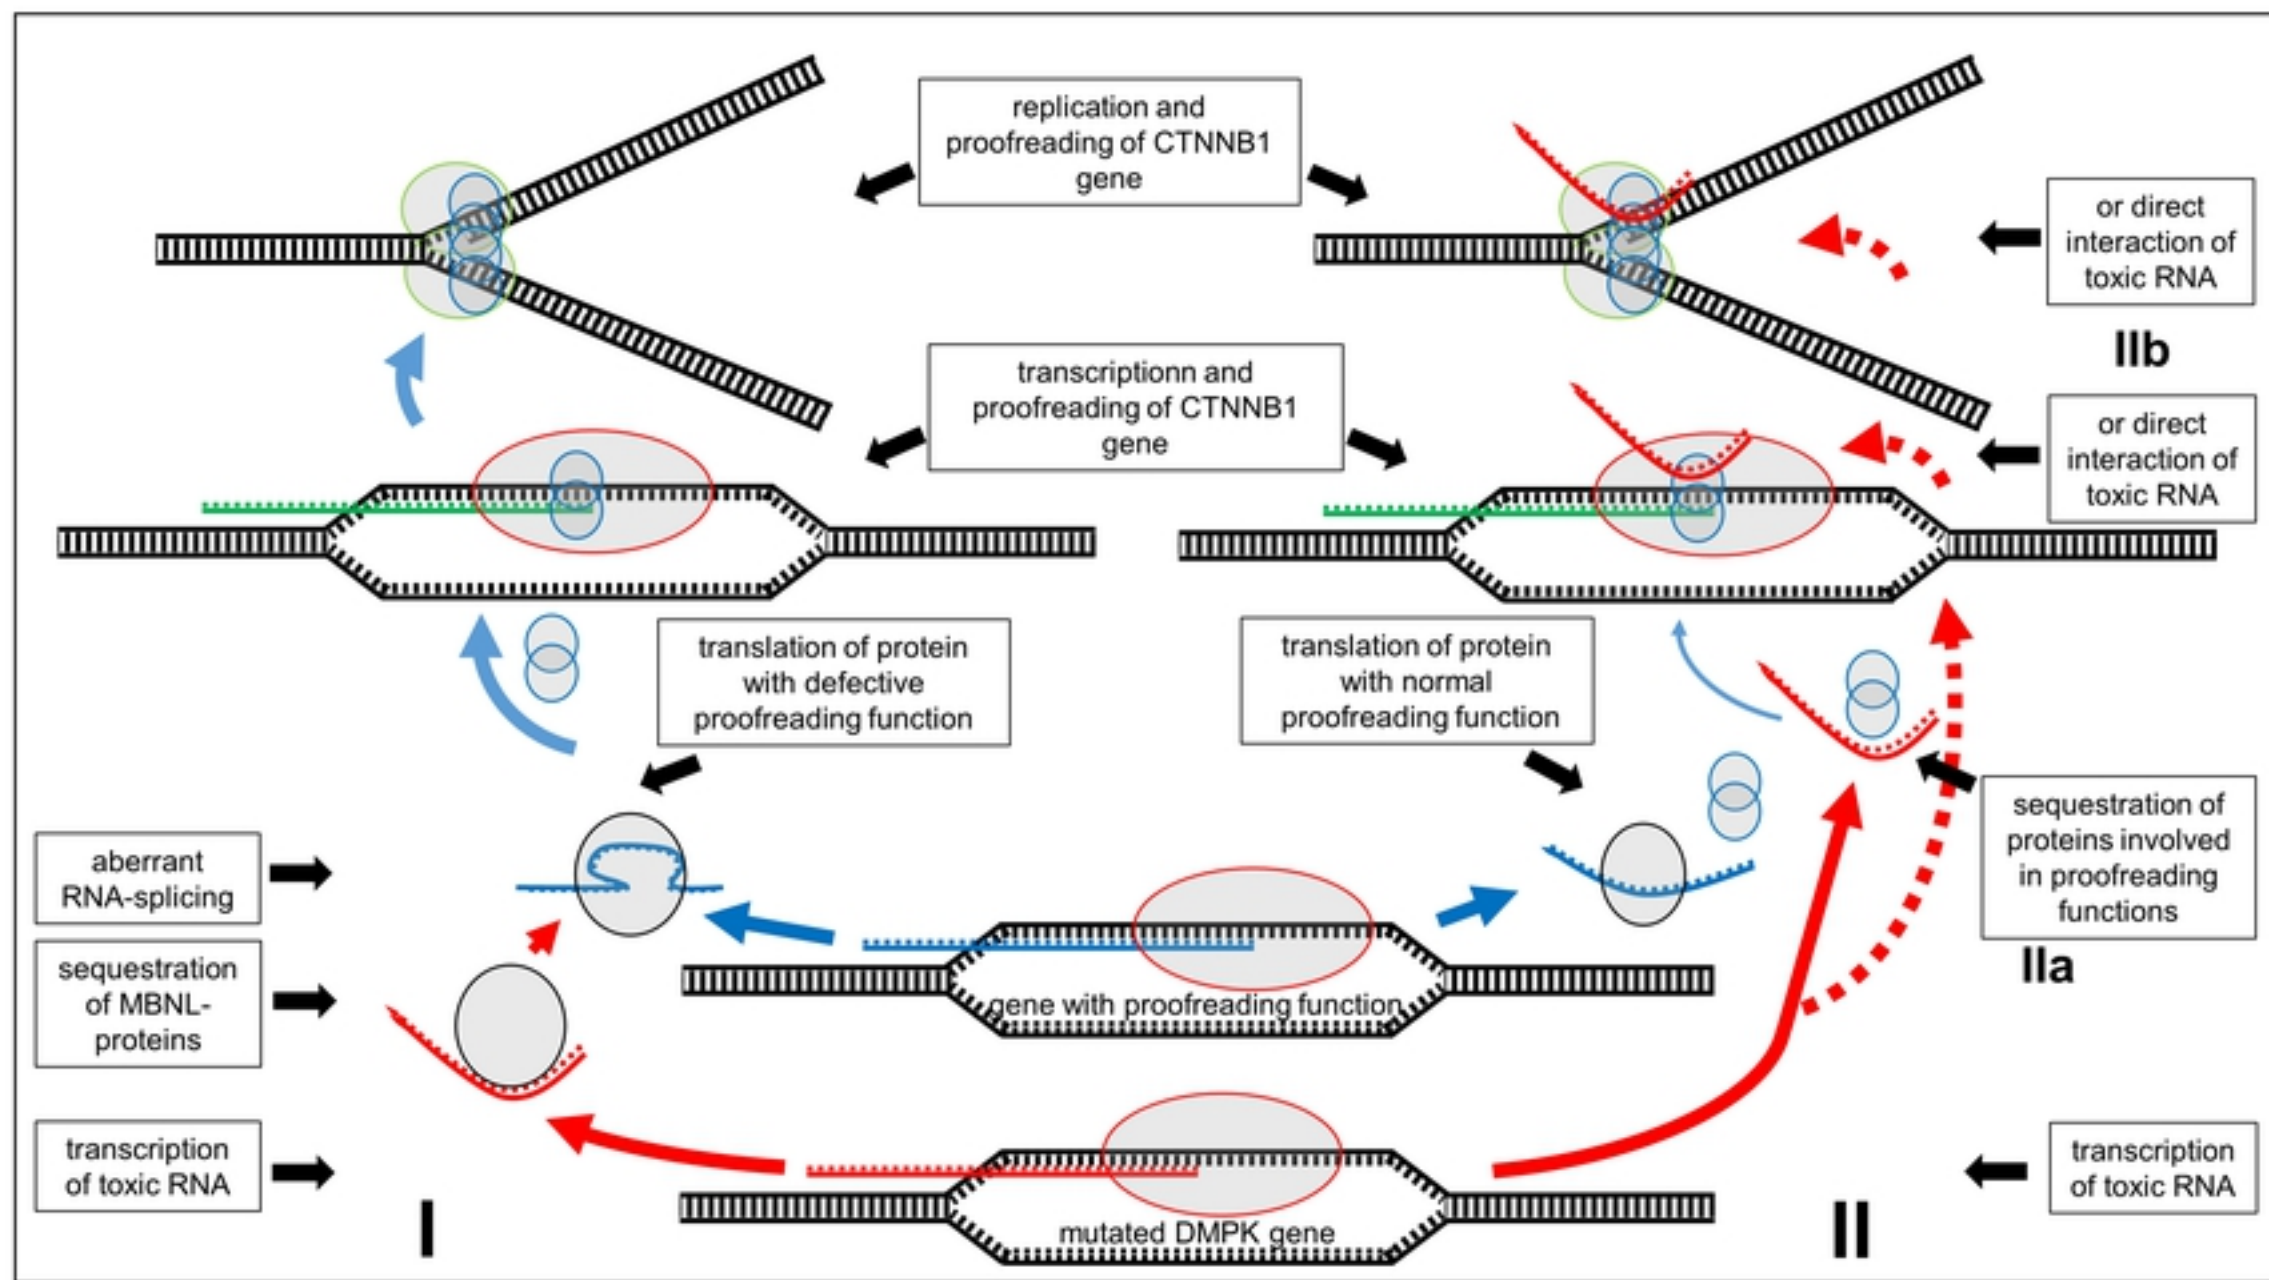 replication and
proofreading of CTNNB1
gene
or direct
interaction of
toxic RNA
IIb
transcriptionn and
proofreading of CTNNB1
gene
or direct
interaction of
toxic RNA
translation of protein
with defective
proofreading function
translation of protein
with normal
proofreading function
aberrant
RNA-splicing
sequestration of
proteins involved
in proofreading
functions
IIa
sequestration
of MBNL-
proteins
gene with proofreading function
transcription
of toxic RNA
I
mutated DMPK gene
II
transcription
of toxic RNA